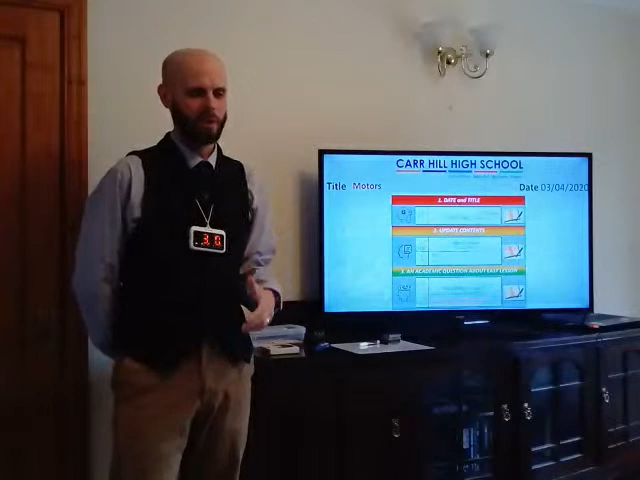 CARR HILL HIGH SCHOOL
Title Motors Date 03/04/2020
1. DATE and TITLE
2. UPDATE CONTENTS
3. AN ACADEMIC QUESTION ABOUT LAST LESSON